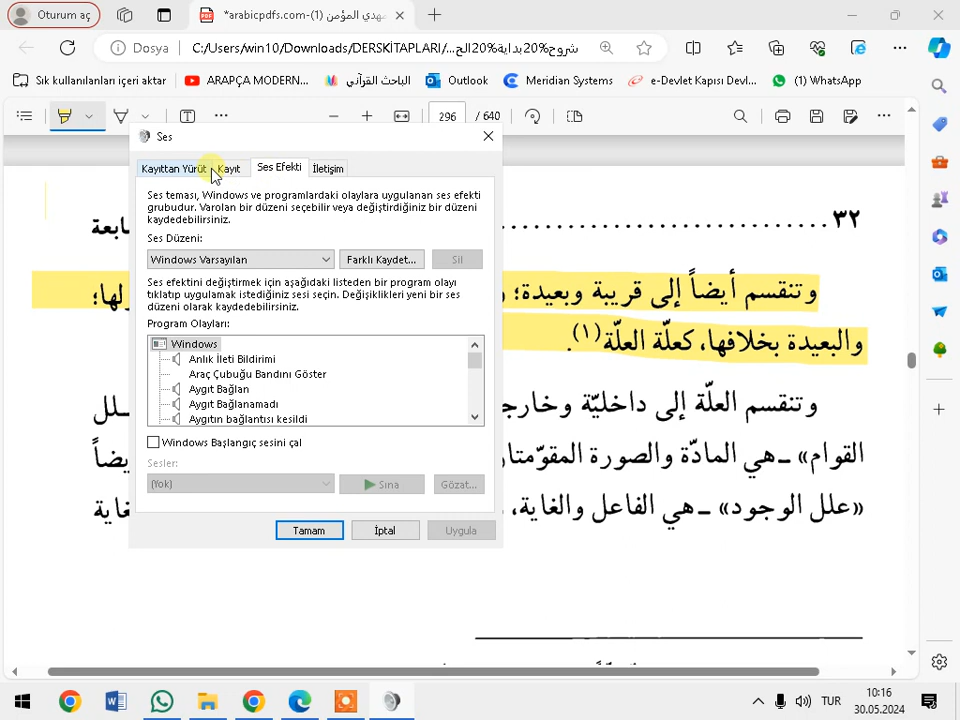 Oturum aç
*arabicpdfs.com-(1)-مهدي المؤمن
Dosya
C:/Users/win10/Downloads/DERSKİTAPLARI/...شروح%20بداية%20الح
Sık kullanılanları içeri aktar
ARAPÇA MODERN...
الباحث القرآني
Outlook
Meridian Systems
e-Devlet Kapısı Devl...
(1) WhatsApp
296 / 640
Ses
Kayıttan Yürüt
Kayıt
Ses Efekti
İletişim
Ses teması, Windows ve programlardaki olaylara uygulanan ses efekti
grubudur. Varolan bir düzeni seçebilir veya değiştirdiğiniz bir düzeni
kaydedebilirsiniz.
Ses Düzeni:
Windows Varsayılan
Farklı Kaydet...
Sil
Ses efektini değiştirmek için aşağıdaki listeden bir program olayı
tıklatıp uygulamak istediğiniz sesi seçin. Değişiklikleri yeni bir ses
düzeni olarak kaydedebilirsiniz.
Program Olayları:
Windows
Anlık İleti Bildirimi
Araç Çubuğu Bandını Göster
Aygıt Bağlan
Aygıt Bağlanamadı
Aygıtın bağlantısı kesildi
Windows Başlangıç sesini çal
Sesler:
(Yok)
Sına
Gözat...
Tamam
İptal
Uygula
٣٢ ........................................ ابعة
وتنقسم أيضاً إلى قريبة وبعيدة؛
والبعيدة بخلافها، كعلّة العلّة(١).
وتنقسم العلّة إلى داخليّة وخارج
القوام» ـ هي المادّة والصورة المقوّمتا
«علل الوجود» ـ هي الفاعل والغاية،
TUR
10:16
30.05.2024